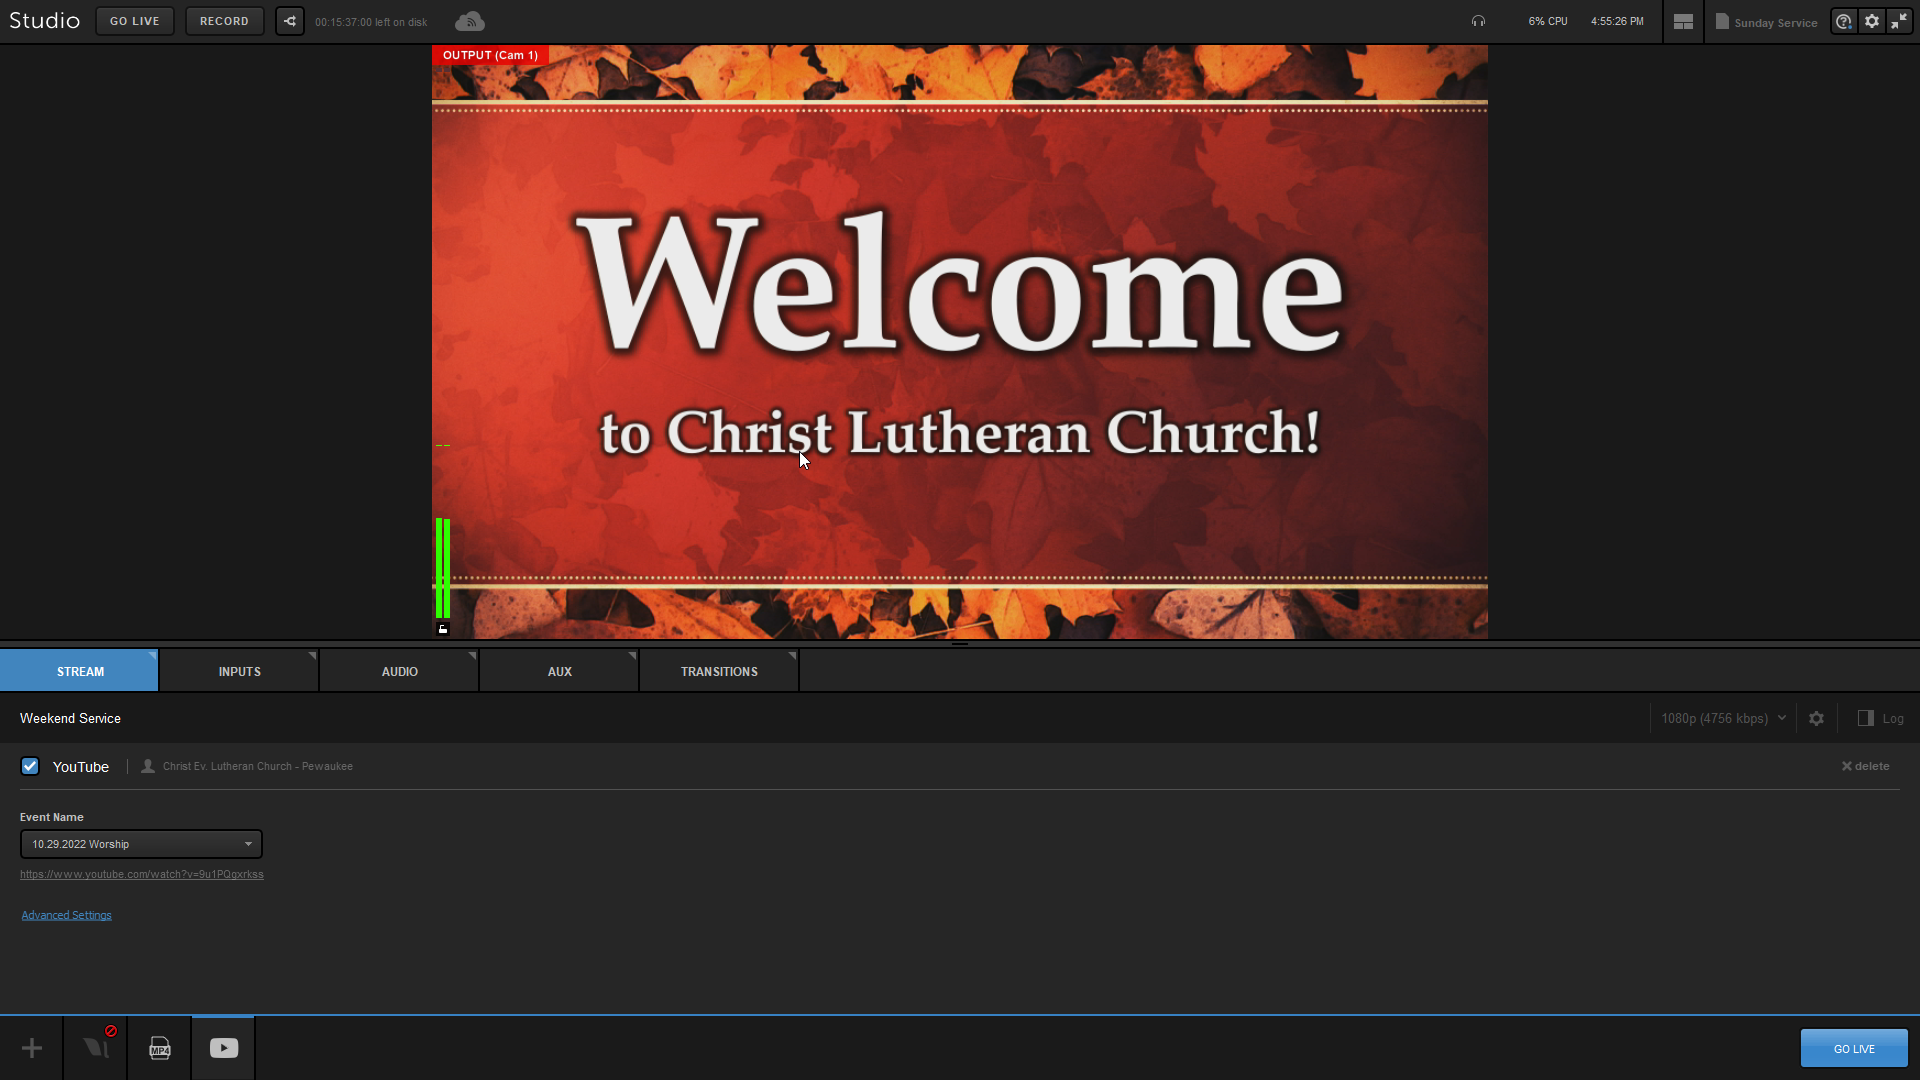 Studio GO LIVE RECORD 00:15:37:00 left on disk 6% CPU 4:55:26 PM Sunday Service
OUTPUT (Cam 1)
Welcome
to Christ Lutheran Church!
STREAM INPUTS AUDIO AUX TRANSITIONS
Weekend Service 1080p (4756 kbps) Log
YouTube Christ Ev. Lutheran Church - Pewaukee delete
Event Name
10.29.2022 Worship
https://www.youtube.com/watch?v=9u1PQgxrkss
Advanced Settings
MP4 GO LIVE